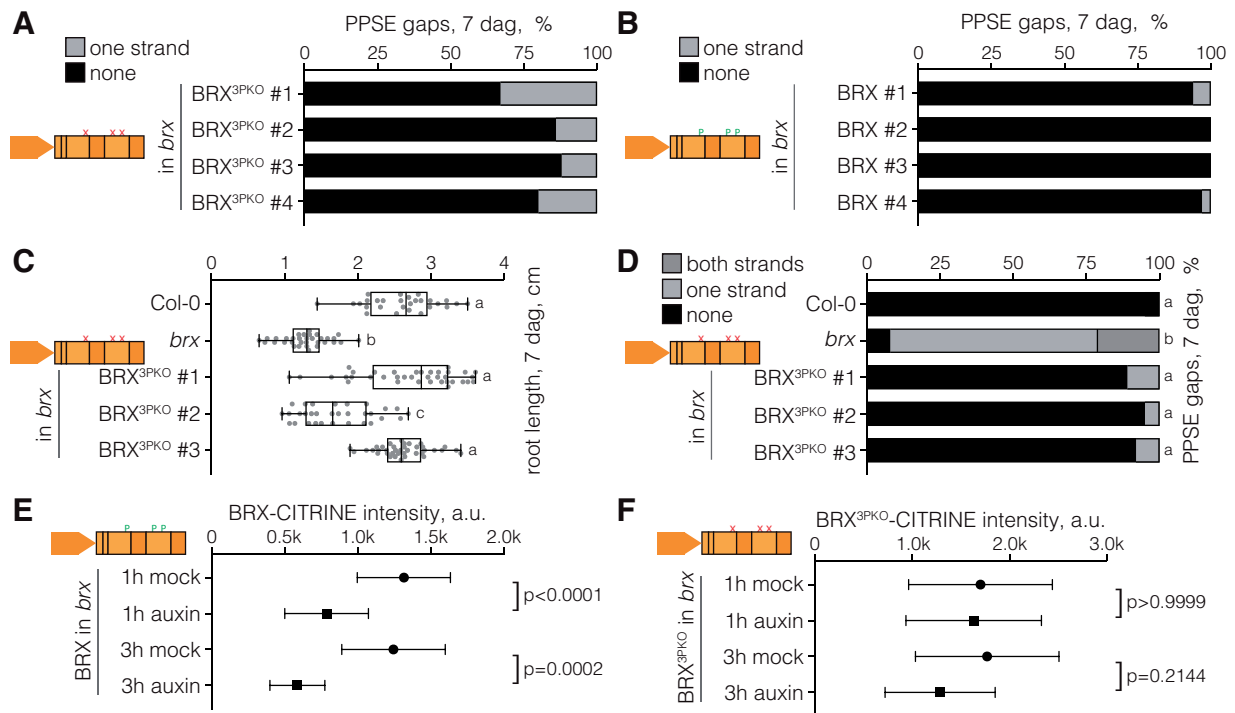 A
PPSE gaps, 7 dag, %
one strand
none
0 25 50 75 100
in brx
BRX3PKO #1
BRX3PKO #2
BRX3PKO #3
BRX3PKO #4
x x x
B
PPSE gaps, 7 dag, %
one strand
none
0 25 50 75 100
in brx
BRX #1
BRX #2
BRX #3
BRX #4
P P P
C
0 1 2 3 4
root length, 7 dag, cm
Col-0 a
brx b
x x x
in brx
BRX3PKO #1 a
BRX3PKO #2 c
BRX3PKO #3 a
D
both strands
one strand
none
0 25 50 75 100
PPSE gaps, 7 dag, %
Col-0 a
brx b
x x x
in brx
BRX3PKO #1 a
BRX3PKO #2 a
BRX3PKO #3 a
E
P P P
BRX-CITRINE intensity, a.u.
0 0.5k 1.0k 1.5k 2.0k
BRX in brx
1h mock
1h auxin
p<0.0001
3h mock
3h auxin
p=0.0002
F
x x x
BRX3PKO-CITRINE intensity, a.u.
0 1.0k 2.0k 3.0k
BRX3PKO in brx
1h mock
1h auxin
p>0.9999
3h mock
3h auxin
p=0.2144